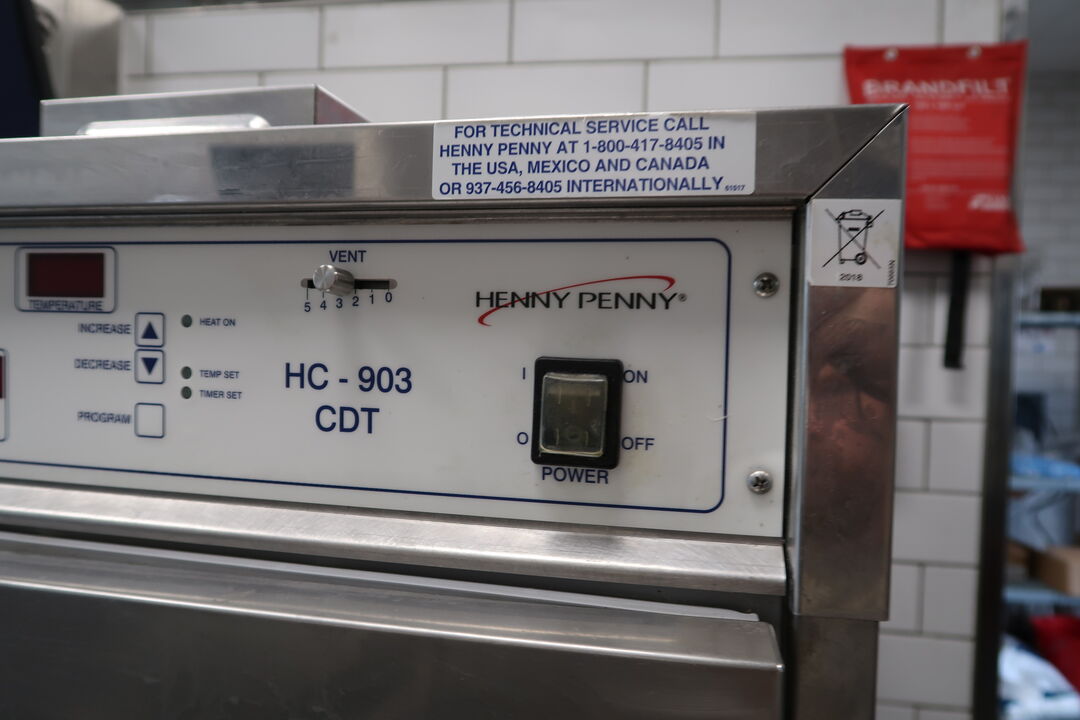 FOR TECHNICAL SERVICE CALL
HENNY PENNY AT 1-800-417-8405 IN
THE USA, MEXICO AND CANADA
OR 937-456-8405 INTERNATIONALLY
BRANDFILT
2018
TEMPERATURE
VENT
5 4 3 2 1 0
HENNY PENNY®
INCREASE
HEAT ON
DECREASE
TEMP SET
TIMER SET
PROGRAM
HC - 903
CDT
I ON
O OFF
POWER